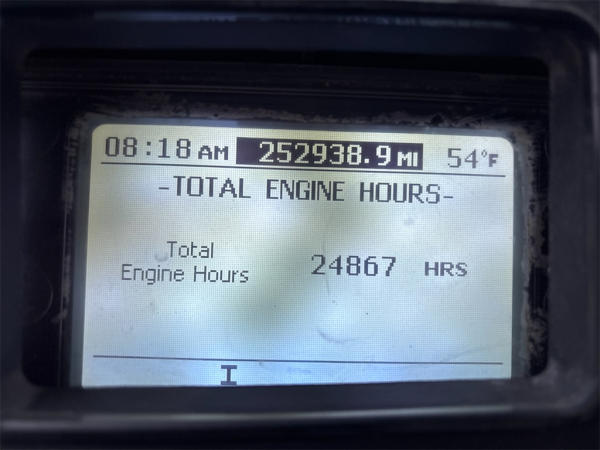 08:18 AM 252938.9 MI 54°F
-TOTAL ENGINE HOURS-
Total
Engine Hours 24867 HRS
I